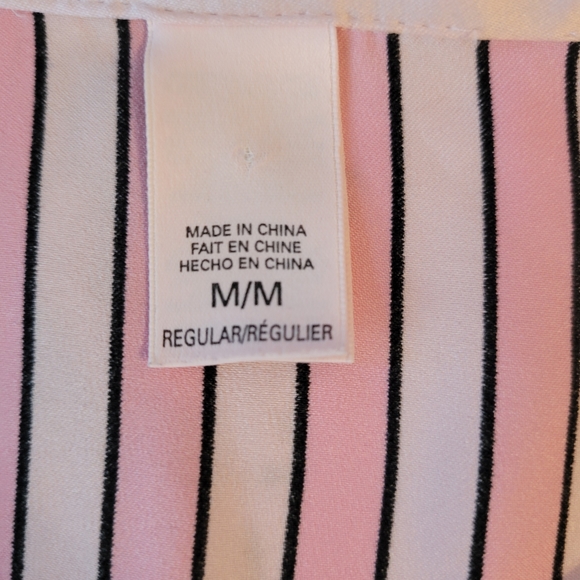 MADE IN CHINA
FAIT EN CHINE
HECHO EN CHINA
M/M
REGULAR/RÉGULIER